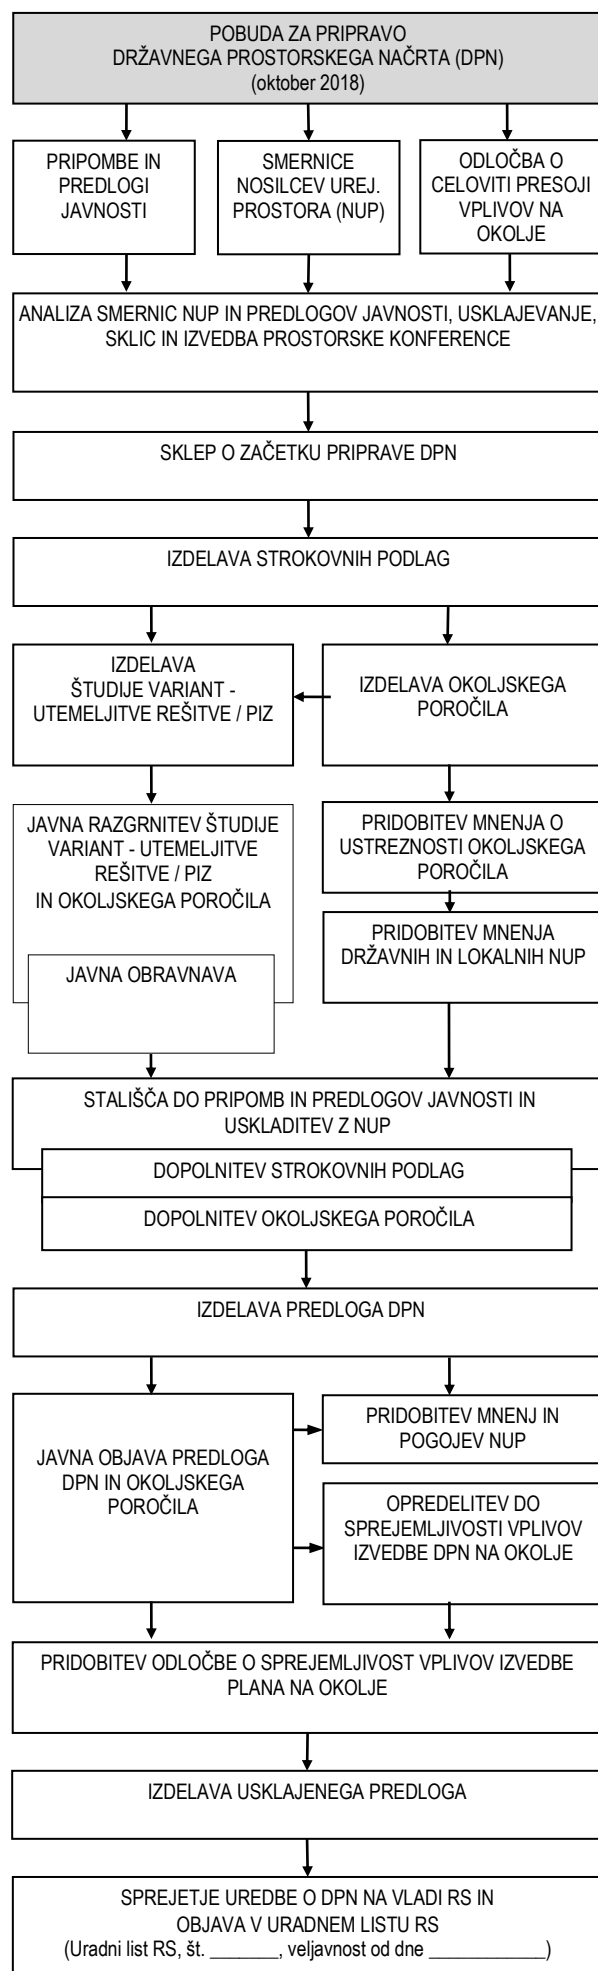 POBUDA ZA PRIPRAVO
DRŽAVNEGA PROSTORSKEGA NAČRTA (DPN)
(oktober 2018)
PRIPOMBE IN
PREDLOGI
JAVNOSTI
SMERNICE
NOSILCEV UREJ.
PROSTORA (NUP)
ODLOČBA O
CELOVITI PRESOJI
VPLIVOV NA
OKOLJE
ANALIZA SMERNIC NUP IN PREDLOGOV JAVNOSTI, USKLAJEVANJE,
SKLIC IN IZVEDBA PROSTORSKE KONFERENCE
SKLEP O ZAČETKU PRIPRAVE DPN
IZDELAVA STROKOVNIH PODLAG
IZDELAVA
ŠTUDIJE VARIANT -
UTEMELJITVE REŠITVE / PIZ
IZDELAVA OKOLJSKEGA
POROČILA
JAVNA RAZGRNITEV ŠTUDIJE
VARIANT - UTEMELJITVE
REŠITVE / PIZ
IN OKOLJSKEGA POROČILA
JAVNA OBRAVNAVA
PRIDOBITEV MNENJA O
USTREZNOSTI OKOLJSKEGA
POROČILA
PRIDOBITEV MNENJA
DRŽAVNIH IN LOKALNIH NUP
STALIŠČA DO PRIPOMB IN PREDLOGOV JAVNOSTI IN
USKLADITEV Z NUP
DOPOLNITEV STROKOVNIH PODLAG
DOPOLNITEV OKOLJSKEGA POROČILA
IZDELAVA PREDLOGA DPN
JAVNA OBJAVA PREDLOGA
DPN IN OKOLJSKEGA
POROČILA
PRIDOBITEV MNENJ IN
POGOJEV NUP
OPREDELITEV DO
SPREJEMLJIVOSTI VPLIVOV
IZVEDBE DPN NA OKOLJE
PRIDOBITEV ODLOČBE O SPREJEMLJIVOST VPLIVOV IZVEDBE
PLANA NA OKOLJE
IZDELAVA USKLAJENEGA PREDLOGA
SPREJETJE UREDBE O DPN NA VLADI RS IN
OBJAVA V URADNEM LISTU RS
(Uradni list RS, št. _______, veljavnost od dne ____________)